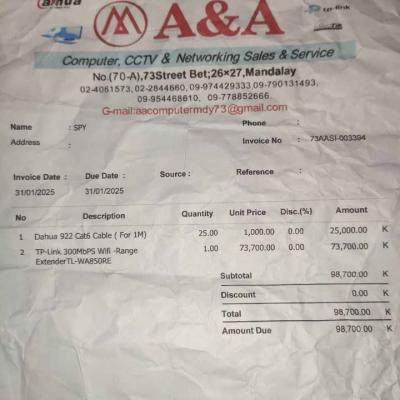 alhua
A&A
tp-link
Computer, CCTV & Networking Sales & Service
No.(70-A),73Street Bet;26×27,Mandalay
02-4061573, 02-2844660, 09-974429333 09-790131493,
09-954468610, 09-778852666.
G-mail:aacomputermdy73@gmail.com
Name : SPY
Phone :
Address :
Invoice No : 73AASI-003394
Invoice Date : Due Date : Source : Reference :
31/01/2025 31/01/2025
No Description Quantity Unit Price Disc.(%) Amount
1 Dahua 922 Cat6 Cable ( For 1M) 25.00 1,000.00 0.00 25,000.00 K
2 TP-Link 300MbPS Wifi -Range 1.00 73,700.00 0.00 73,700.00 K
ExtenderTL-WA850RE
Subtotal 98,700.00 K
Discount 0.00 K
Total 98,700.00 K
Amount Due 98,700.00 K